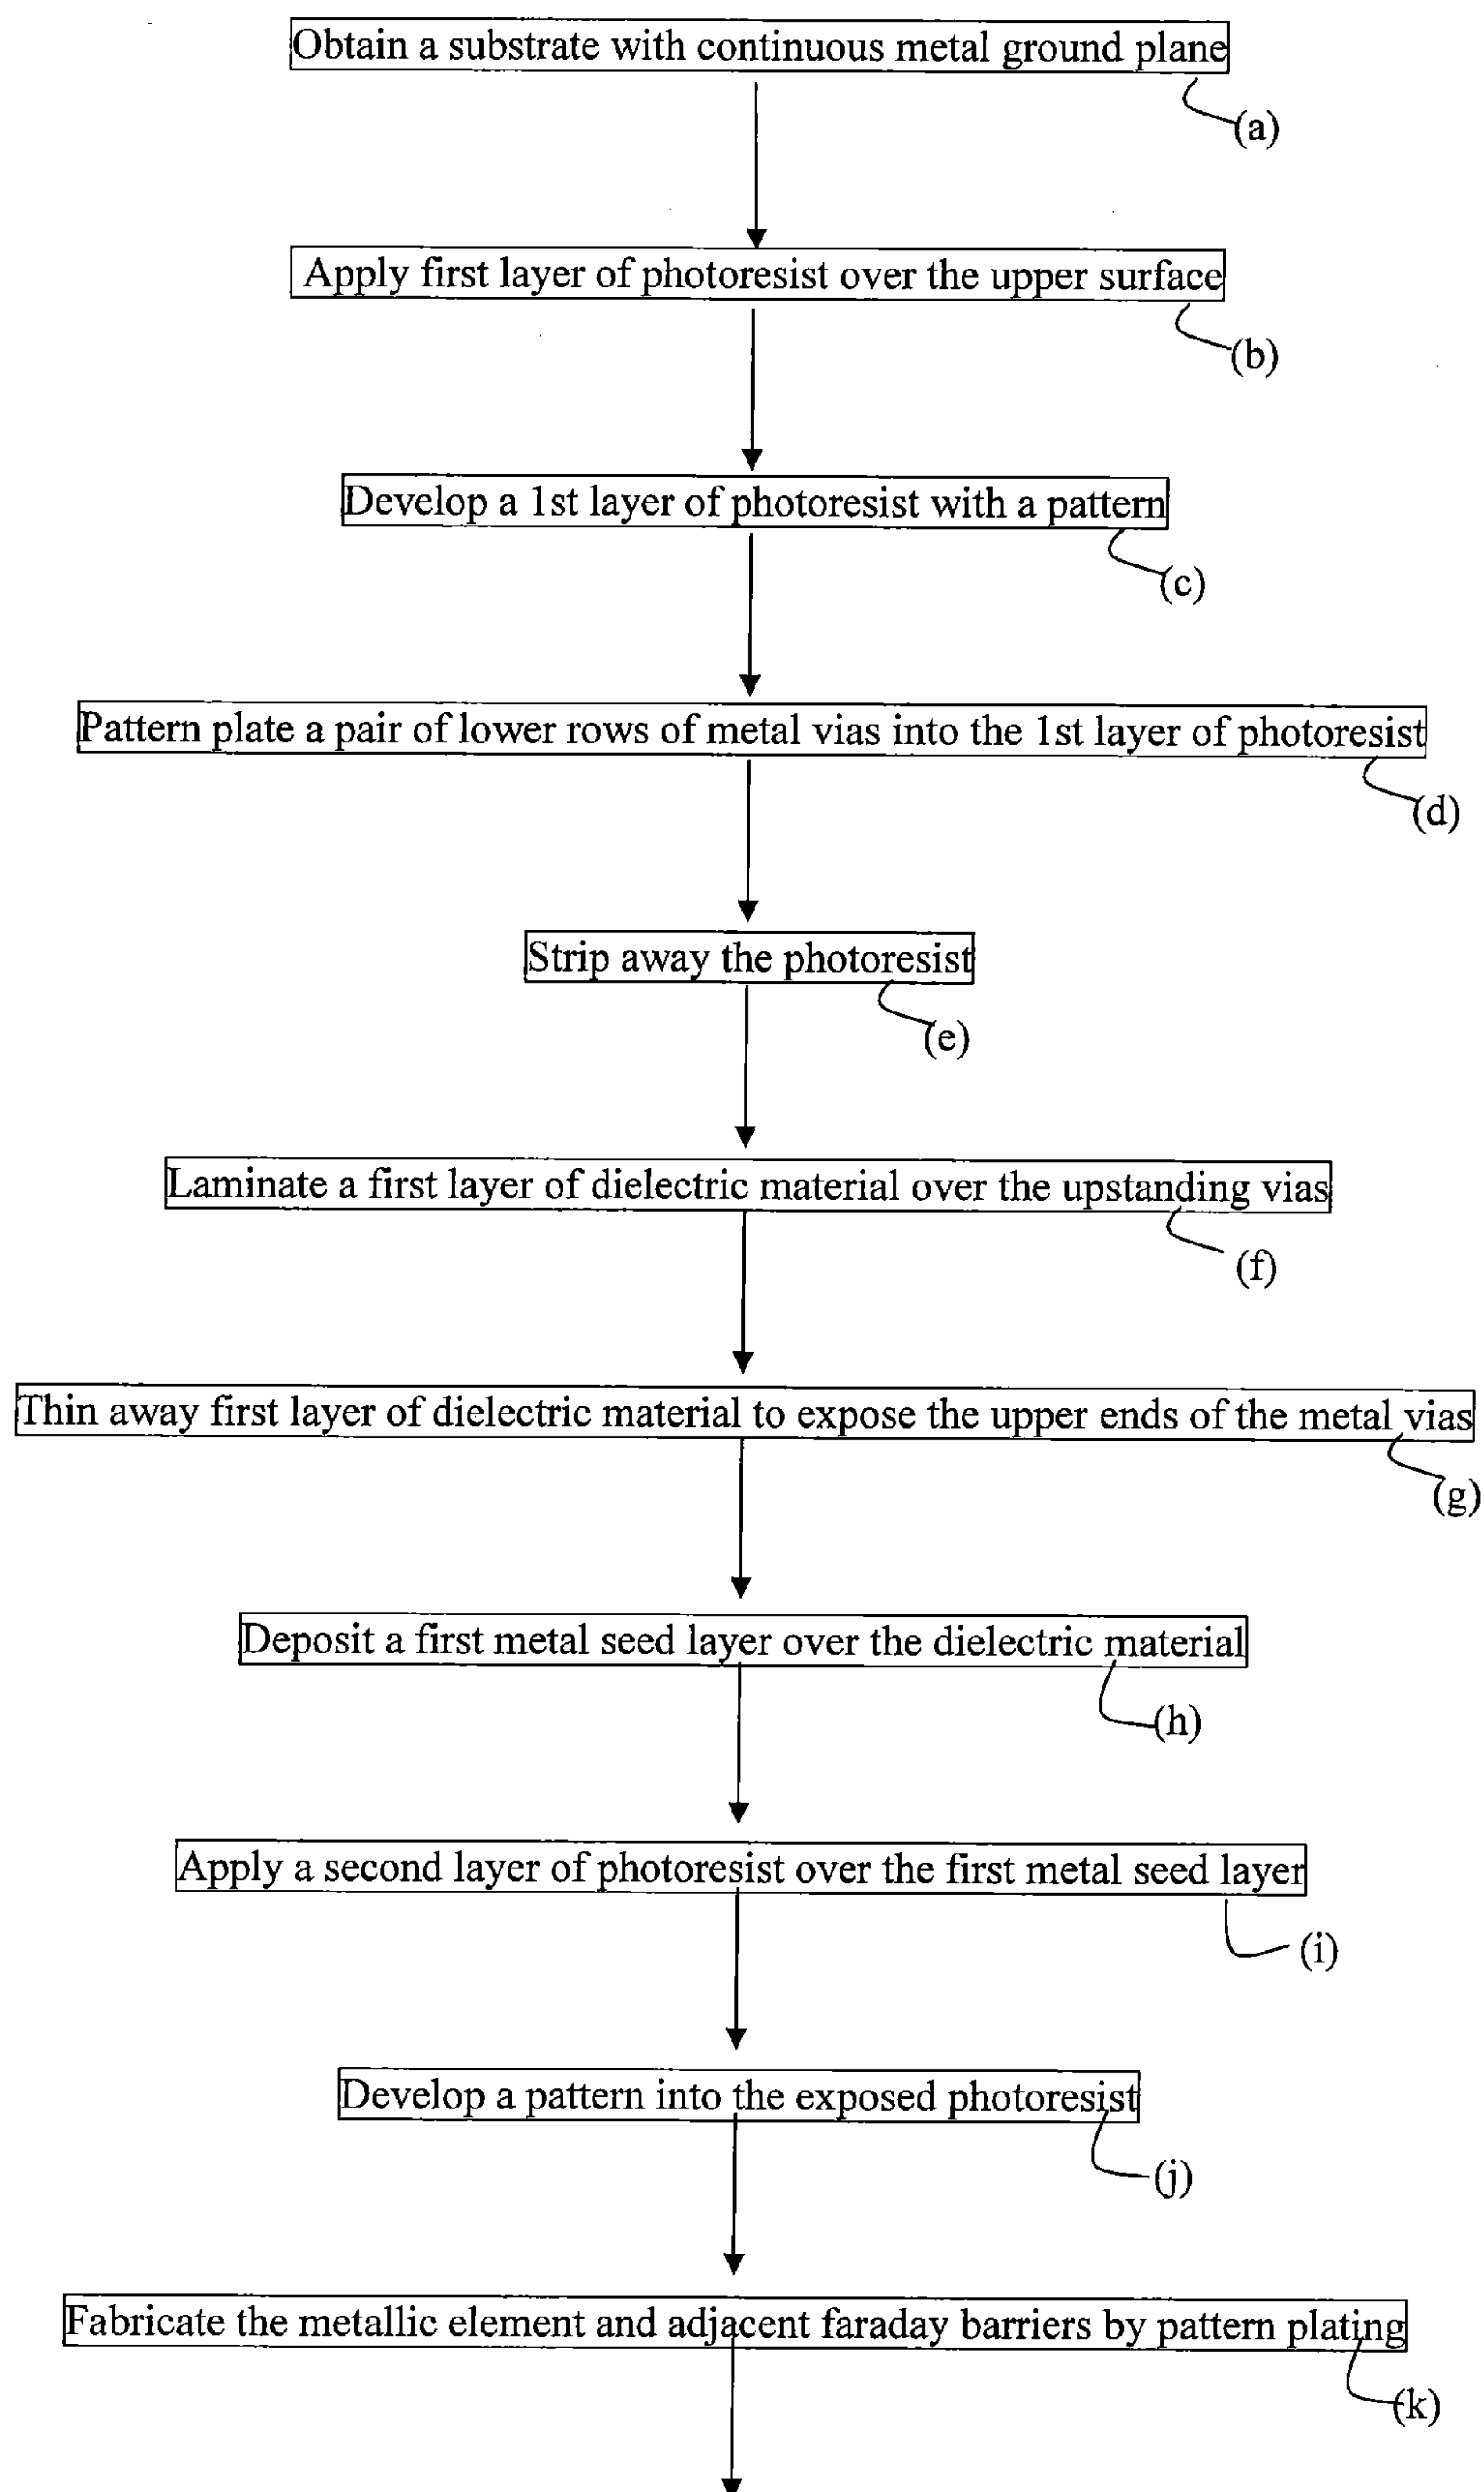 Obtain a substrate with continuous metal ground plane
(a)
Apply first layer of photoresist over the upper surface
(b)
Develop a 1st layer of photoresist with a pattern
(c)
Pattern plate a pair of lower rows of metal vias into the 1st layer of photoresist
(d)
Strip away the photoresist
(e)
Laminate a first layer of dielectric material over the upstanding vias
(f)
Thin away first layer of dielectric material to expose the upper ends of the metal vias
(g)
Deposit a first metal seed layer over the dielectric material
(h)
Apply a second layer of photoresist over the first metal seed layer
(i)
Develop a pattern into the exposed photoresist
(j)
Fabricate the metallic element and adjacent faraday barriers by pattern plating
(k)